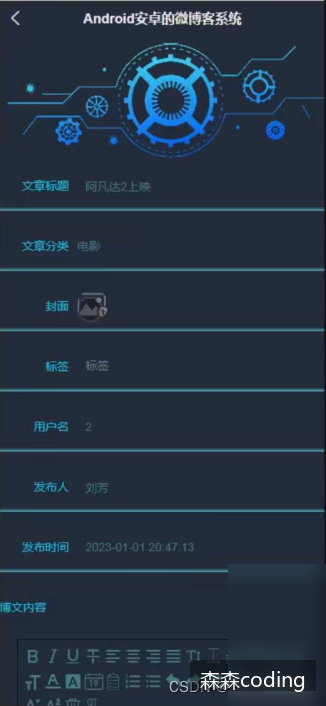 Android安卓的微博客系统
文章标题 阿凡达2上映
文章分类 电影
封面
标签 标签
用户名 2
发布人 刘芳
发布时间 2023-01-01 20:47:13
博文内容
B I U
森森coding